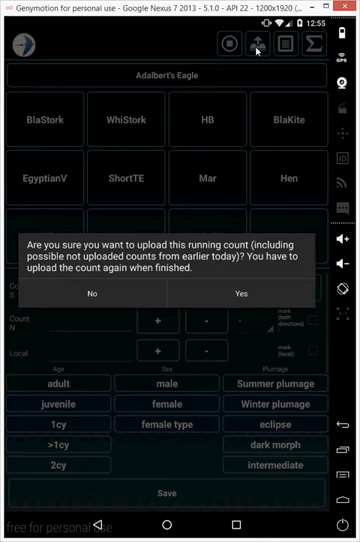 Genymotion for personal use - Google Nexus 7 2013 - 5.1.0 - API 22 - 1200x1920 (...
12:55
GPS
Adalbert's Eagle
BlaStork WhiStork HB BlaKite
EgyptianV ShortTE Mar Hen
ID
Are you sure you want to upload this running count (including
possible not uploaded counts from earlier today)? You have to
upload the count again when finished.
No Yes
Count
N
+ - -
mark
(both
directions)
Local
+ -
mark
(local):
Age Sex Plumage
adult male Summer plumage
juvenile female Winter plumage
1cy female type eclipse
>1cy dark morph
2cy intermediate
Save
free for personal use